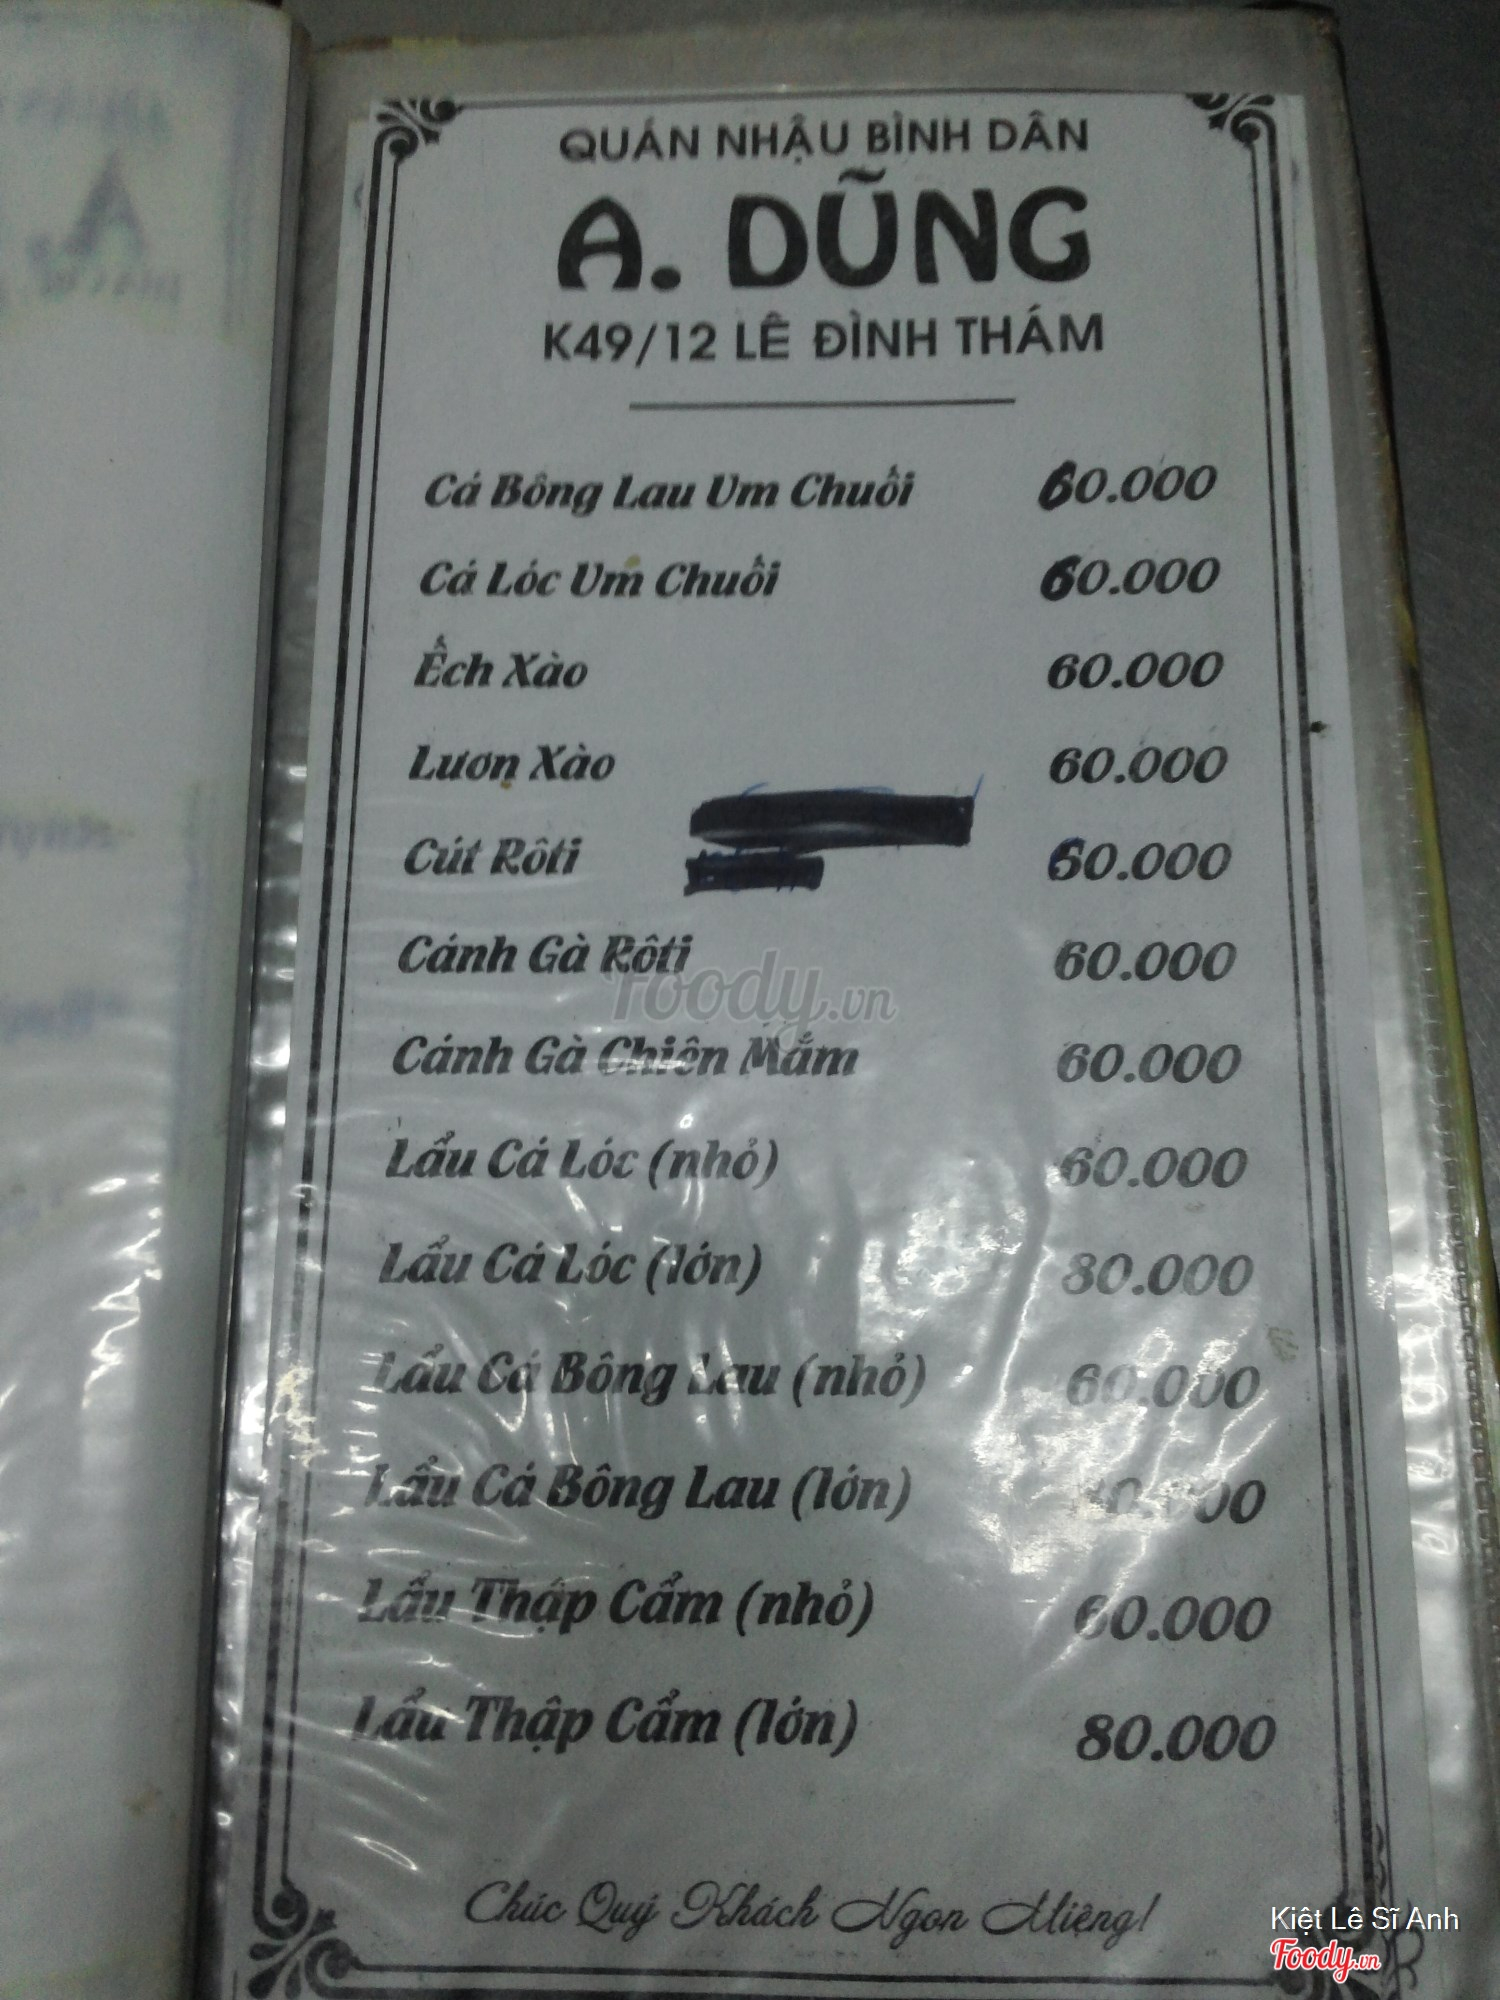 QUÁN NHẬU BÌNH DÂN
A. DŨNG
K49/12 LÊ ĐÌNH THÁM
Cá Bông Lau Um Chuối 60.000
Cá Lóc Um Chuối 60.000
Ếch Xào 60.000
Lươn Xào 60.000
Cút Rôti 60.000
Cánh Gà Rôti 60.000
foody.vn
Cánh Gà Chiên Mắm 60.000
Lẩu Cá Lóc (nhỏ) 60.000
Lẩu Cá Lóc (lớn) 80.000
Lẩu Cá Bông Lau (nhỏ) 60.000
Lẩu Cá Bông Lau (lớn)
Lẩu Thập Cẩm (nhỏ) 60.000
Lẩu Thập Cẩm (lớn) 80.000
Chúc Quý Khách Ngon Miệng!
Kiệt Lê Sĩ Anh
Foody.vn